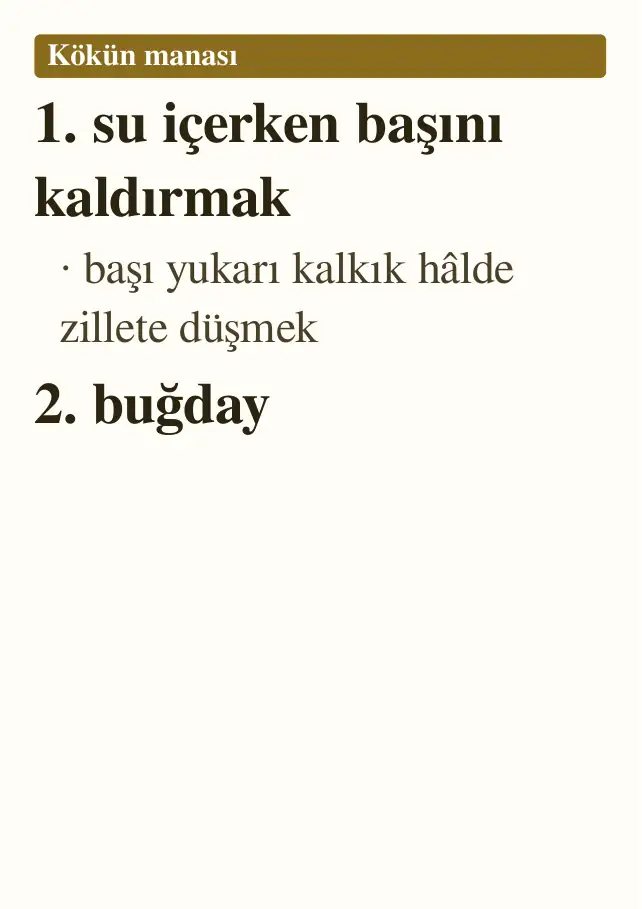 Kökün manası
1. su içerken başını
kaldırmak
· başı yukarı kalkık hâlde
zillete düşmek
2. buğday